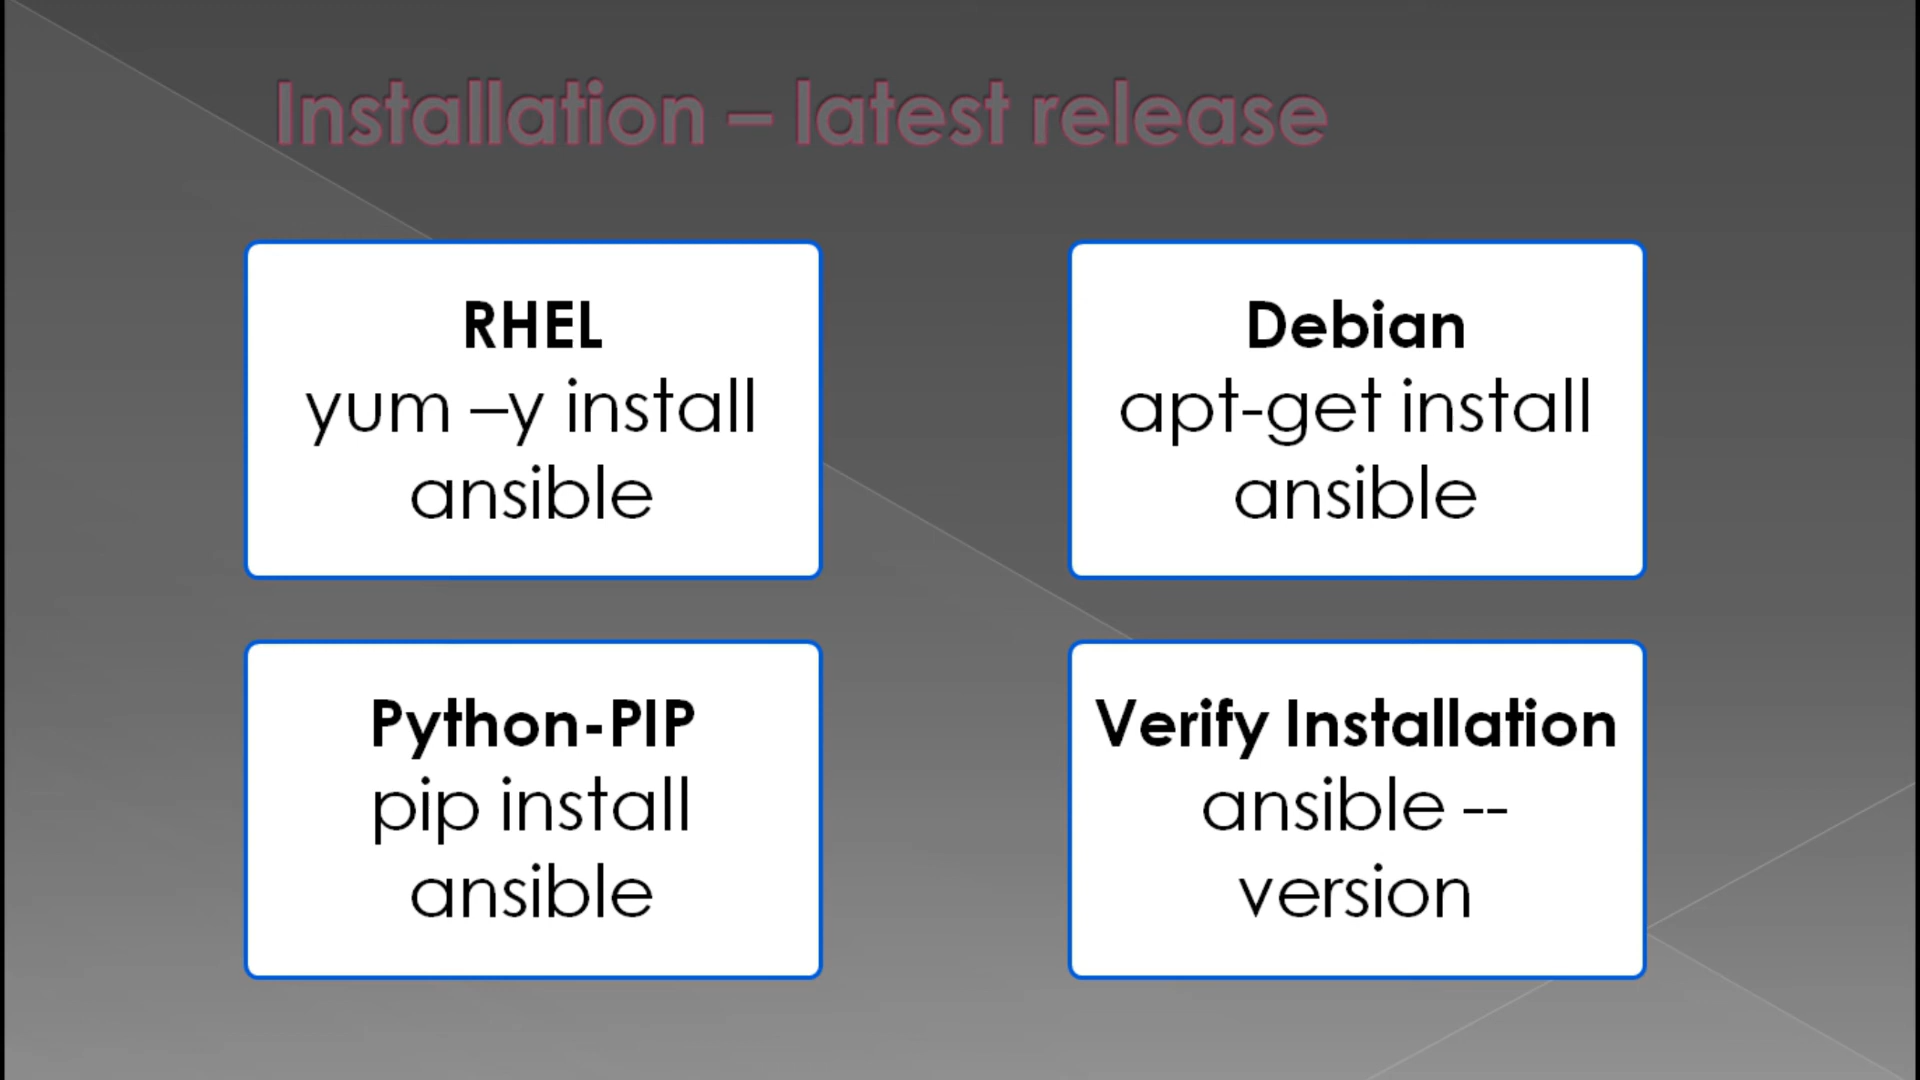 Installation – latest release
RHEL
yum –y install
ansible
Debian
apt-get install
ansible
Python-PIP
pip install
ansible
Verify Installation
ansible --
version